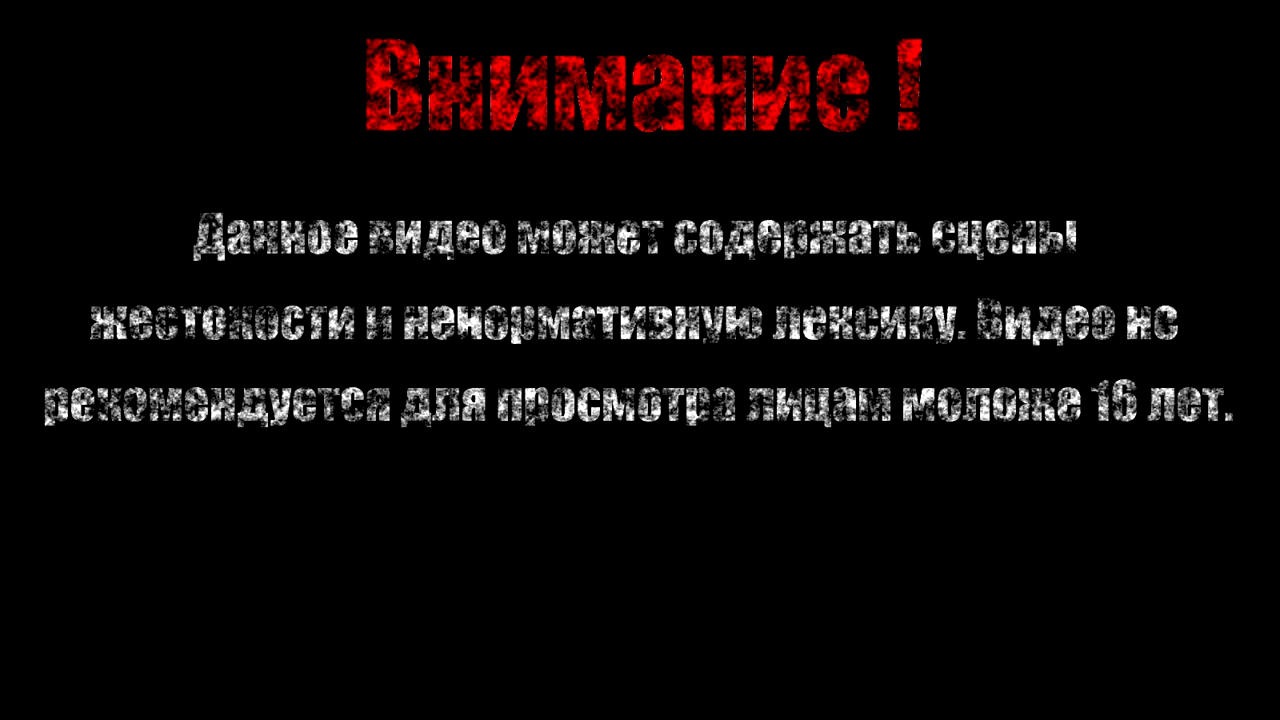 Внимание !
Данное видео может содержать сцены
жестокости и ненормативную лексику. Видео не
рекомендуется для просмотра лицам моложе 16 лет.